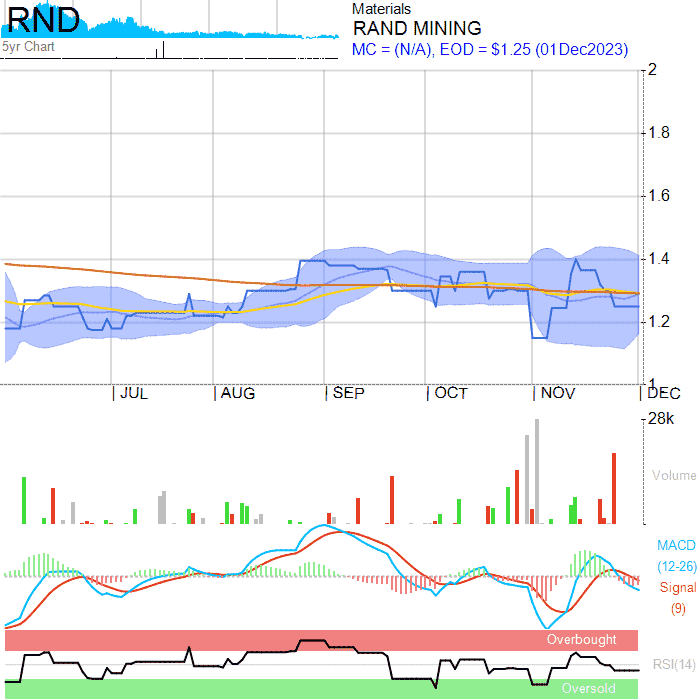 RND
Materials
RAND MINING
5yr Chart
MC = (N/A), EOD = $1.25 (01Dec2023)
2
1.8
1.6
1.4
1.2
1
JUL AUG SEP OCT NOV DEC
28k
Volume
MACD
(12-26)
Signal
(9)
Overbought
RSI(14)
Oversold